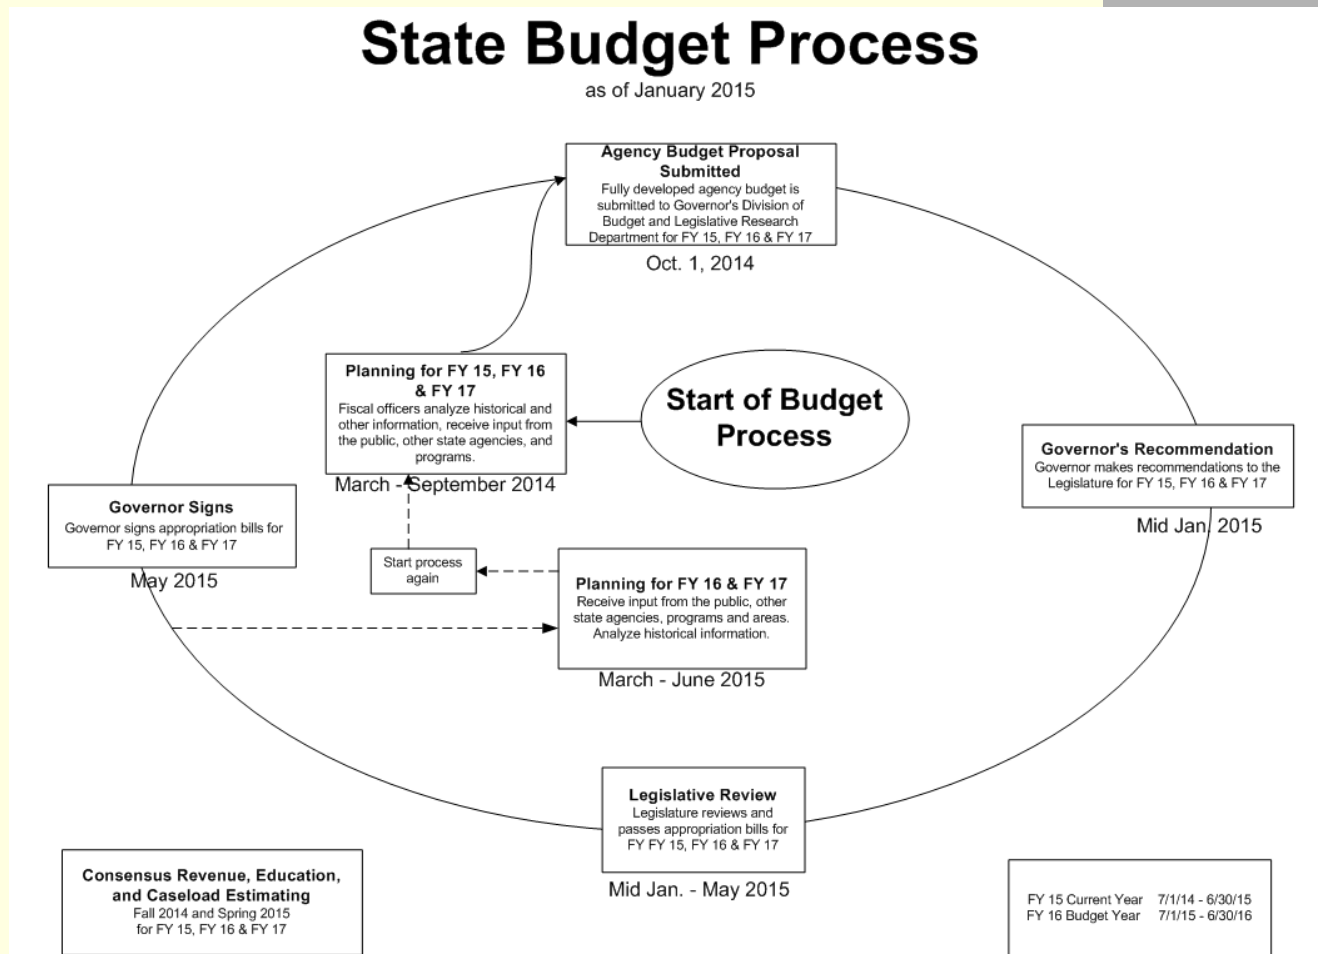 State Budget Process
as of January 2015
Agency Budget Proposal
Submitted
Fully developed agency budget is
submitted to Governor's Division of
Budget and Legislative Research
Department for FY 15, FY 16 & FY 17
Oct. 1, 2014
Planning for FY 15, FY 16
& FY 17
Fiscal officers analyze historical and
other information, receive input from
the public, other state agencies, and
programs.
March - September 2014
Start of Budget
Process
Governor's Recommendation
Governor makes recommendations to the
Legislature for FY 15, FY 16 & FY 17
Mid Jan. 2015
Governor Signs
Governor signs appropriation bills for
FY 15, FY 16 & FY 17
May 2015
Start process
again
Planning for FY 16 & FY 17
Receive input from the public, other
state agencies, programs and areas.
Analyze historical information.
March - June 2015
Legislative Review
Legislature reviews and
passes appropriation bills for
FY FY 15, FY 16 & FY 17
Mid Jan. - May 2015
Consensus Revenue, Education,
and Caseload Estimating
Fall 2014 and Spring 2015
for FY 15, FY 16 & FY 17
FY 15 Current Year 7/1/14 - 6/30/15
FY 16 Budget Year 7/1/15 - 6/30/16